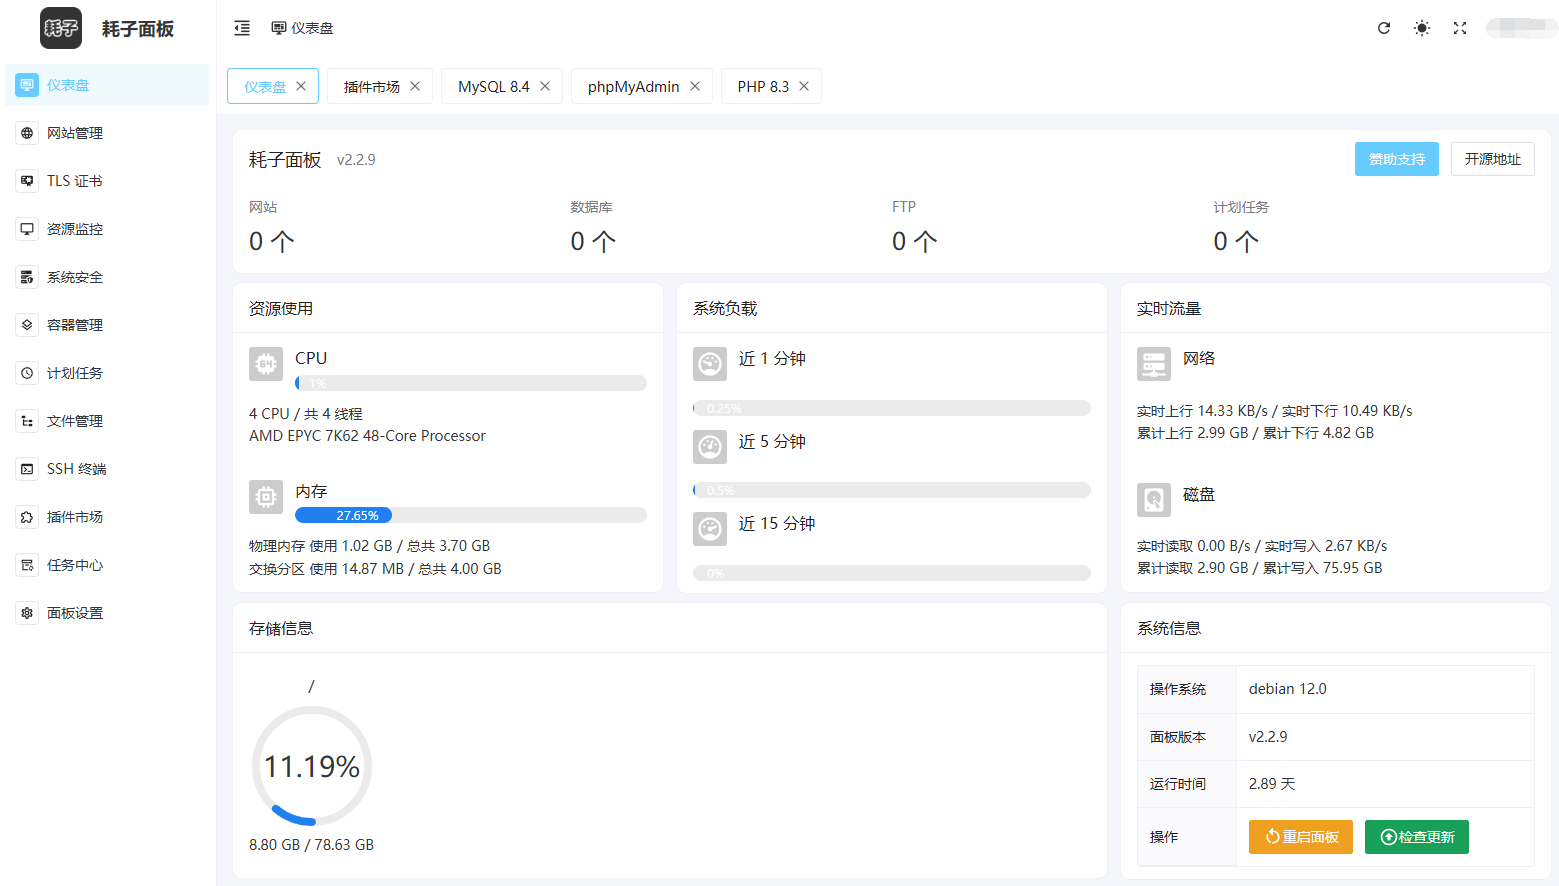 耗子
耗子面板
仪表盘
仪表盘
网站管理
TLS 证书
资源监控
系统安全
容器管理
计划任务
文件管理
SSH 终端
插件市场
任务中心
面板设置
仪表盘
插件市场
MySQL 8.4
phpMyAdmin
PHP 8.3
耗子面板 v2.2.9
赞助支持
开源地址
网站
0 个
数据库
0 个
FTP
0 个
计划任务
0 个
资源使用
64
CPU
1%
4 CPU / 共 4 线程
AMD EPYC 7K62 48-Core Processor
内存
27.65%
物理内存 使用 1.02 GB / 总共 3.70 GB
交换分区 使用 14.87 MB / 总共 4.00 GB
系统负载
近 1 分钟
0.25%
近 5 分钟
0.5%
近 15 分钟
0%
实时流量
网络
实时上行 14.33 KB/s / 实时下行 10.49 KB/s
累计上行 2.99 GB / 累计下行 4.82 GB
磁盘
实时读取 0.00 B/s / 实时写入 2.67 KB/s
累计读取 2.90 GB / 累计写入 75.95 GB
存储信息
/
11.19%
8.80 GB / 78.63 GB
系统信息
操作系统 debian 12.0
面板版本 v2.2.9
运行时间 2.89 天
操作 重启面板 检查更新